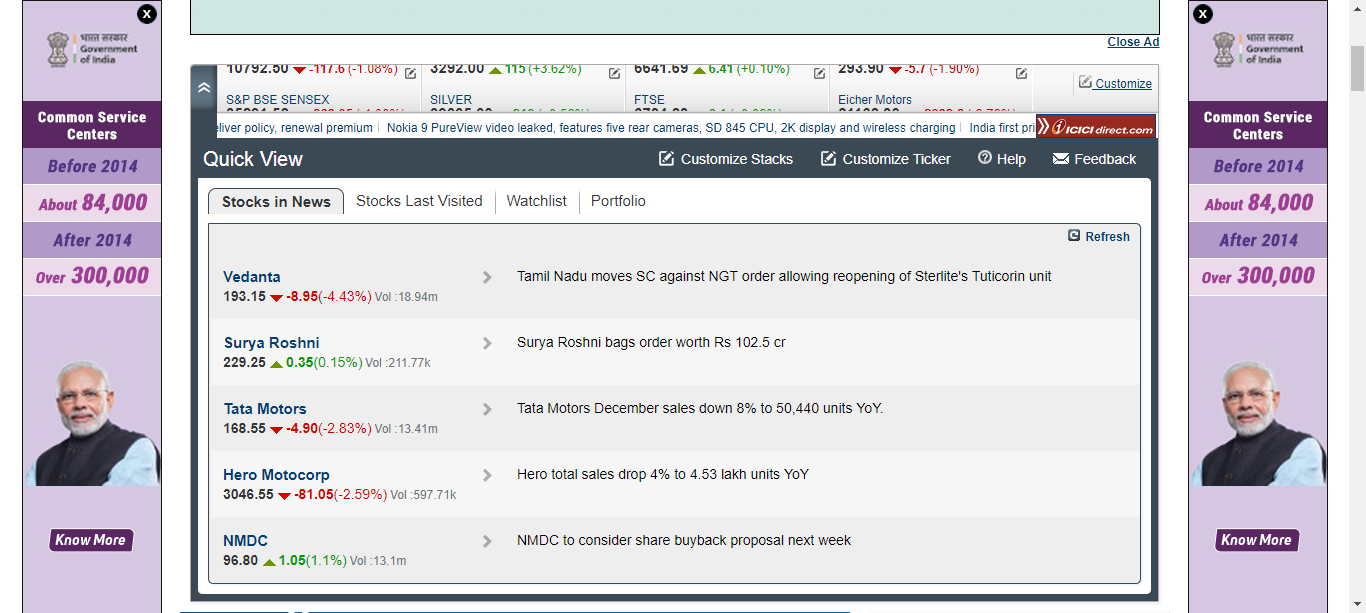 X
भारत सरकार
Government
of India
Common Service
Centers
Before 2014
About 84,000
After 2014
Over 300,000
Know More
Close Ad
10792.50 -117.6 (-1.08%)
3292.00 115 (+3.62%)
6641.69 6.41 (+0.10%)
293.90 -5.7 (-1.90%)
Customize
S&P BSE SENSEX
SILVER
FTSE
Eicher Motors
eliver policy, renewal premium | Nokia 9 PureView video leaked, features five rear cameras, SD 845 CPU, 2K display and wireless charging | India first pri
ICICI direct.com
Quick View
Customize Stacks
Customize Ticker
Help
Feedback
Stocks in News
Stocks Last Visited
Watchlist
Portfolio
Refresh
Vedanta
193.15 -8.95(-4.43%) Vol :18.94m
Tamil Nadu moves SC against NGT order allowing reopening of Sterlite's Tuticorin unit
Surya Roshni
229.25 0.35(0.15%) Vol :211.77k
Surya Roshni bags order worth Rs 102.5 cr
Tata Motors
168.55 -4.90(-2.83%) Vol :13.41m
Tata Motors December sales down 8% to 50,440 units YoY.
Hero Motocorp
3046.55 -81.05(-2.59%) Vol :597.71k
Hero total sales drop 4% to 4.53 lakh units YoY
NMDC
96.80 1.05(1.1%) Vol :13.1m
NMDC to consider share buyback proposal next week
X
भारत सरकार
Government
of India
Common Service
Centers
Before 2014
About 84,000
After 2014
Over 300,000
Know More